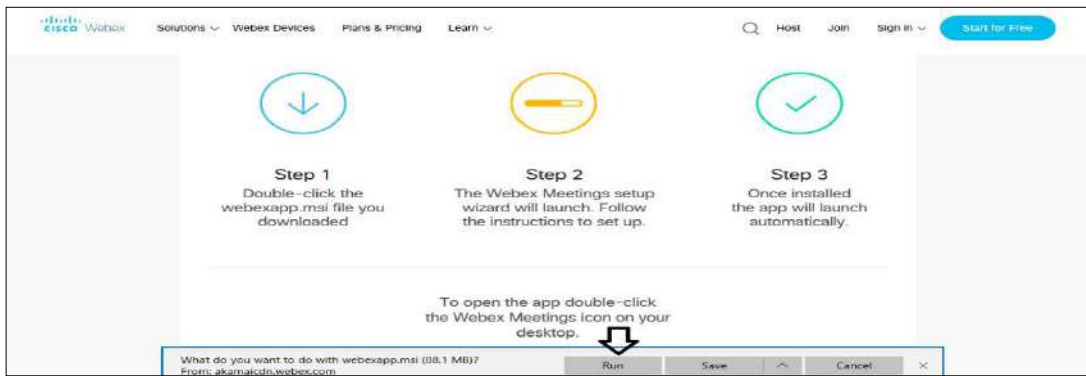 cisco Webex Solutions Webex Devices Plans & Pricing Learn Host Join Sign in Start for Free
Step 1
Double-click the
webexapp.msi file you
downloaded
Step 2
The Webex Meetings setup
wizard will launch. Follow
the instructions to set up.
Step 3
Once installed
the app will launch
automatically.
To open the app double-click
the Webex Meetings icon on your
desktop.
What do you want to do with webexapp.msi (88.1 MB)?
From: akamaicdn.webex.com
Run Save Cancel